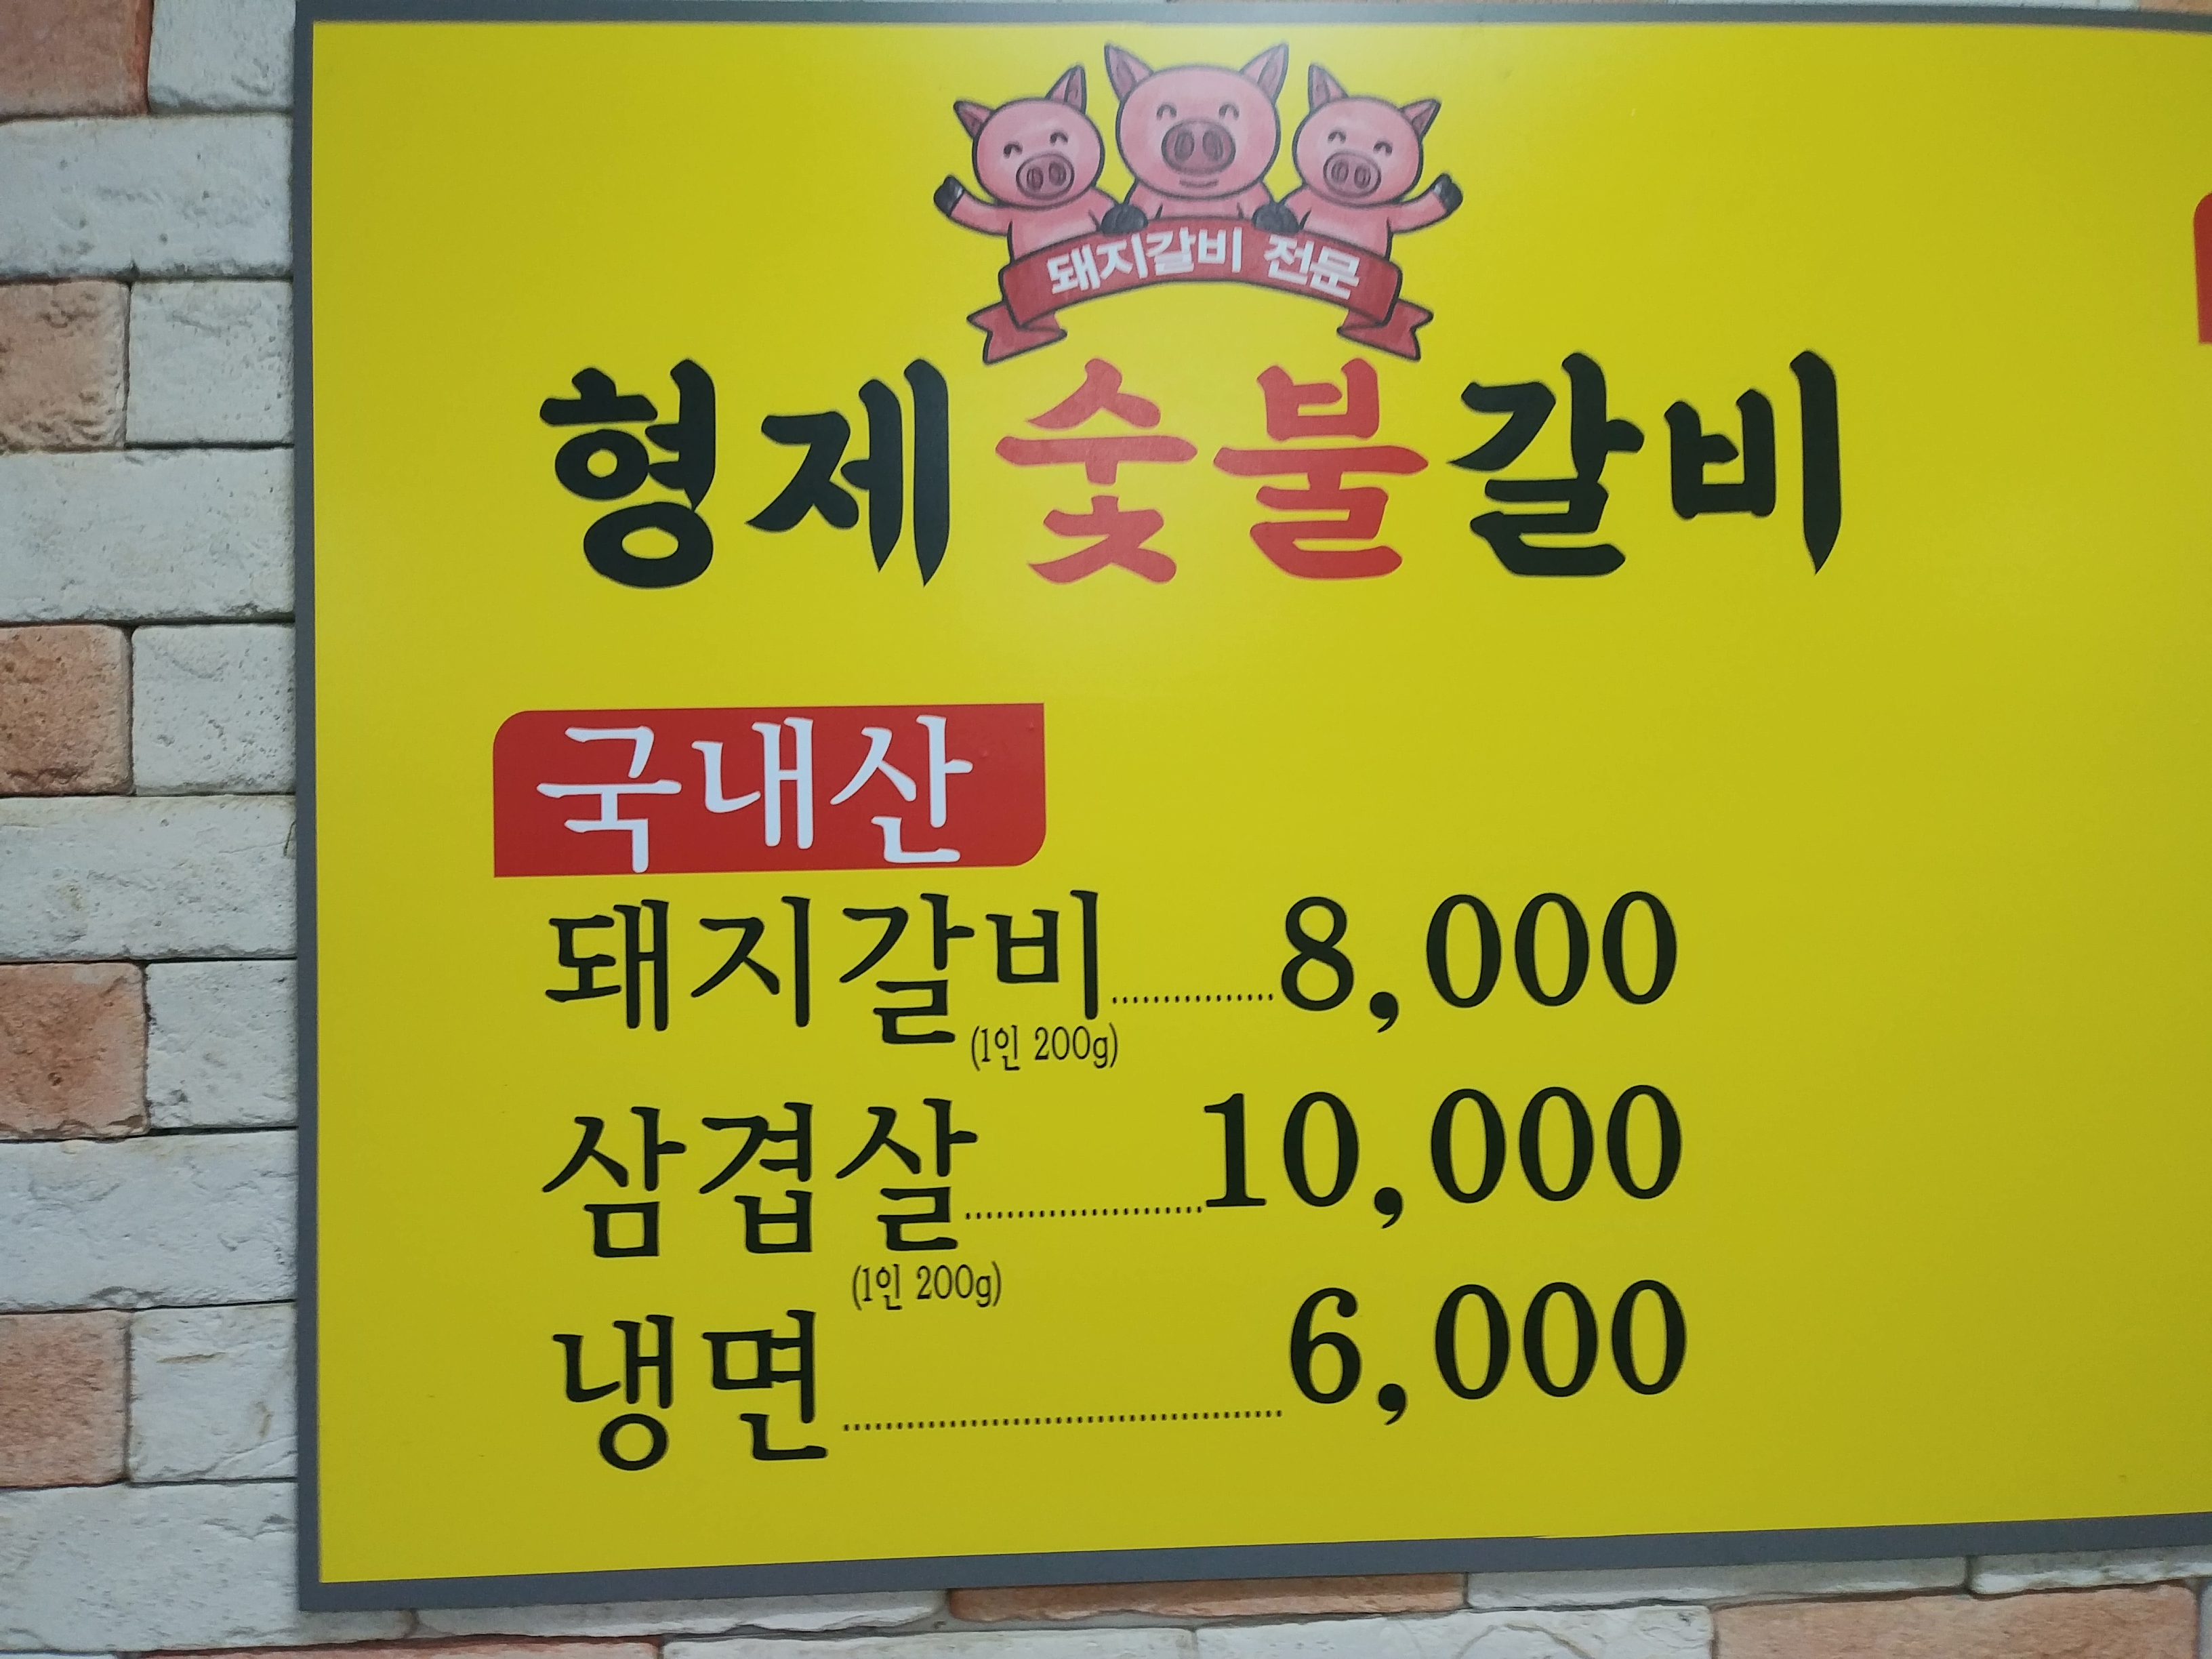 돼지갈비 전문
형제숯불갈비
국내산
돼지갈비................8,000
(1인 200g)
삼겹살........................10,000
(1인 200g)
냉면.............................................6,000